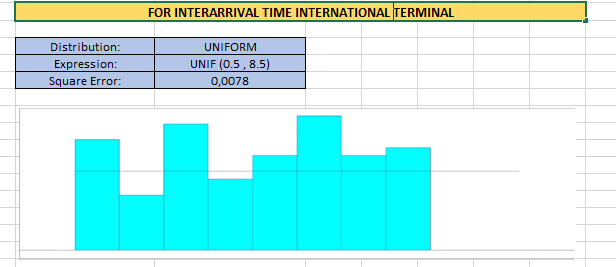 FOR INTERARRIVAL TIME INTERNATIONAL TERMINAL
Distribution: UNIFORM
Expression: UNIF (0.5 , 8.5)
Square Error: 0,0078